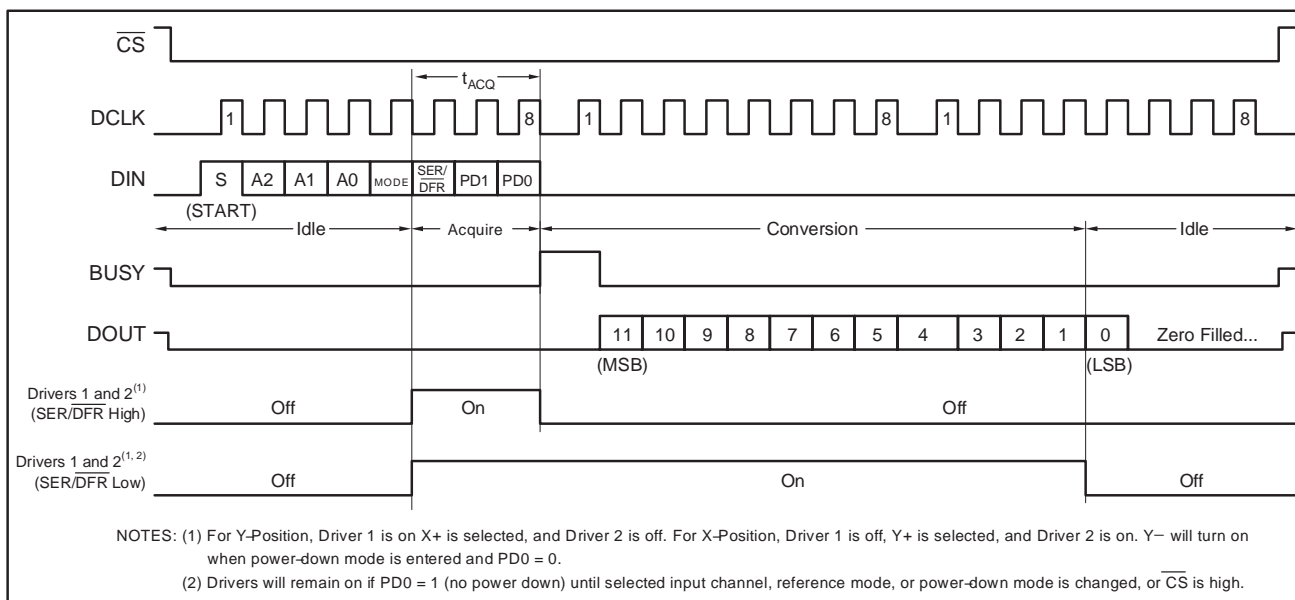 CS
tACQ
DCLK 1 8 1 8 1 8
DIN S A2 A1 A0 MODE SER/DFR PD1 PD0
(START)
Idle Acquire Conversion Idle
BUSY
DOUT 11 10 9 8 7 6 5 4 3 2 1 0 Zero Filled...
(MSB) (LSB)
Drivers 1 and 2(1)
(SER/DFR High) Off On Off
Drivers 1 and 2(1, 2)
(SER/DFR Low) Off On Off
NOTES: (1) For Y–Position, Driver 1 is on X+ is selected, and Driver 2 is off. For X–Position, Driver 1 is off, Y+ is selected, and Driver 2 is on. Y− will turn on
when power–down mode is entered and PD0 = 0.
(2) Drivers will remain on if PD0 = 1 (no power down) until selected input channel, reference mode, or power–down mode is changed, or CS is high.